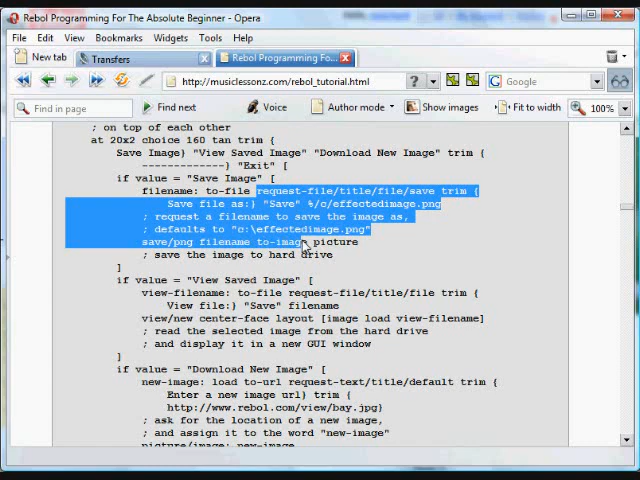 Rebol Programming For The Absolute Beginner - Opera
File Edit View Bookmarks Widgets Tools Help
New tab Transfers Rebol Programming Fo...
http://musiclessonz.com/rebol_tutorial.html ? Google
Find in page Find next Voice Author mode Show images Fit to width 100%
; on top of each other
at 20x2 choice 160 tan trim {
Save Image} "View Saved Image" "Download New Image" trim {
-------------} "Exit" [
if value = "Save Image" [
filename: to-file request-file/title/file/save trim {
Save file as:} "Save" %/c/effectedimage.png
; request a filename to save the image as,
; defaults to "c:\effectedimage.png"
save/png filename to-image picture
; save the image to hard drive
]
if value = "View Saved Image" [
view-filename: to-file request-file/title/file trim {
View file:} "Save" filename
view/new center-face layout [image load view-filename]
; read the selected image from the hard drive
; and display it in a new GUI window
]
if value = "Download New Image" [
new-image: load to-url request-text/title/default trim {
Enter a new image url} trim {
http://www.rebol.com/view/bay.jpg}
; ask for the location of a new image,
; and assign it to the word "new-image"
picture/image: new-image